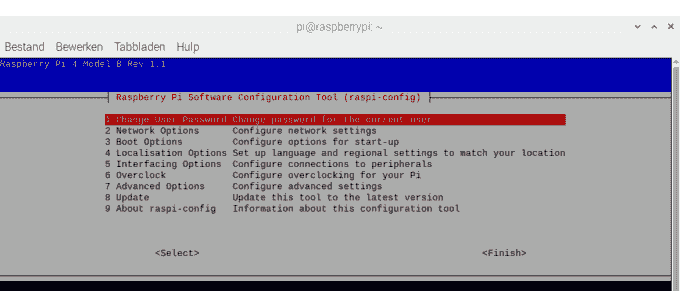 pi@raspberrypi: ~
Bestand Bewerken Tabbladen Hulp
Raspberry Pi 4 Model B Rev 1.1
Raspberry Pi Software Configuration Tool (raspi-config)
1 Change User Password Change password for the current user
2 Network Options Configure network settings
3 Boot Options Configure options for start-up
4 Localisation Options Set up language and regional settings to match your location
5 Interfacing Options Configure connections to peripherals
6 Overclock Configure overclocking for your Pi
7 Advanced Options Configure advanced settings
8 Update Update this tool to the latest version
9 About raspi-config Information about this configuration tool
<Select> <Finish>